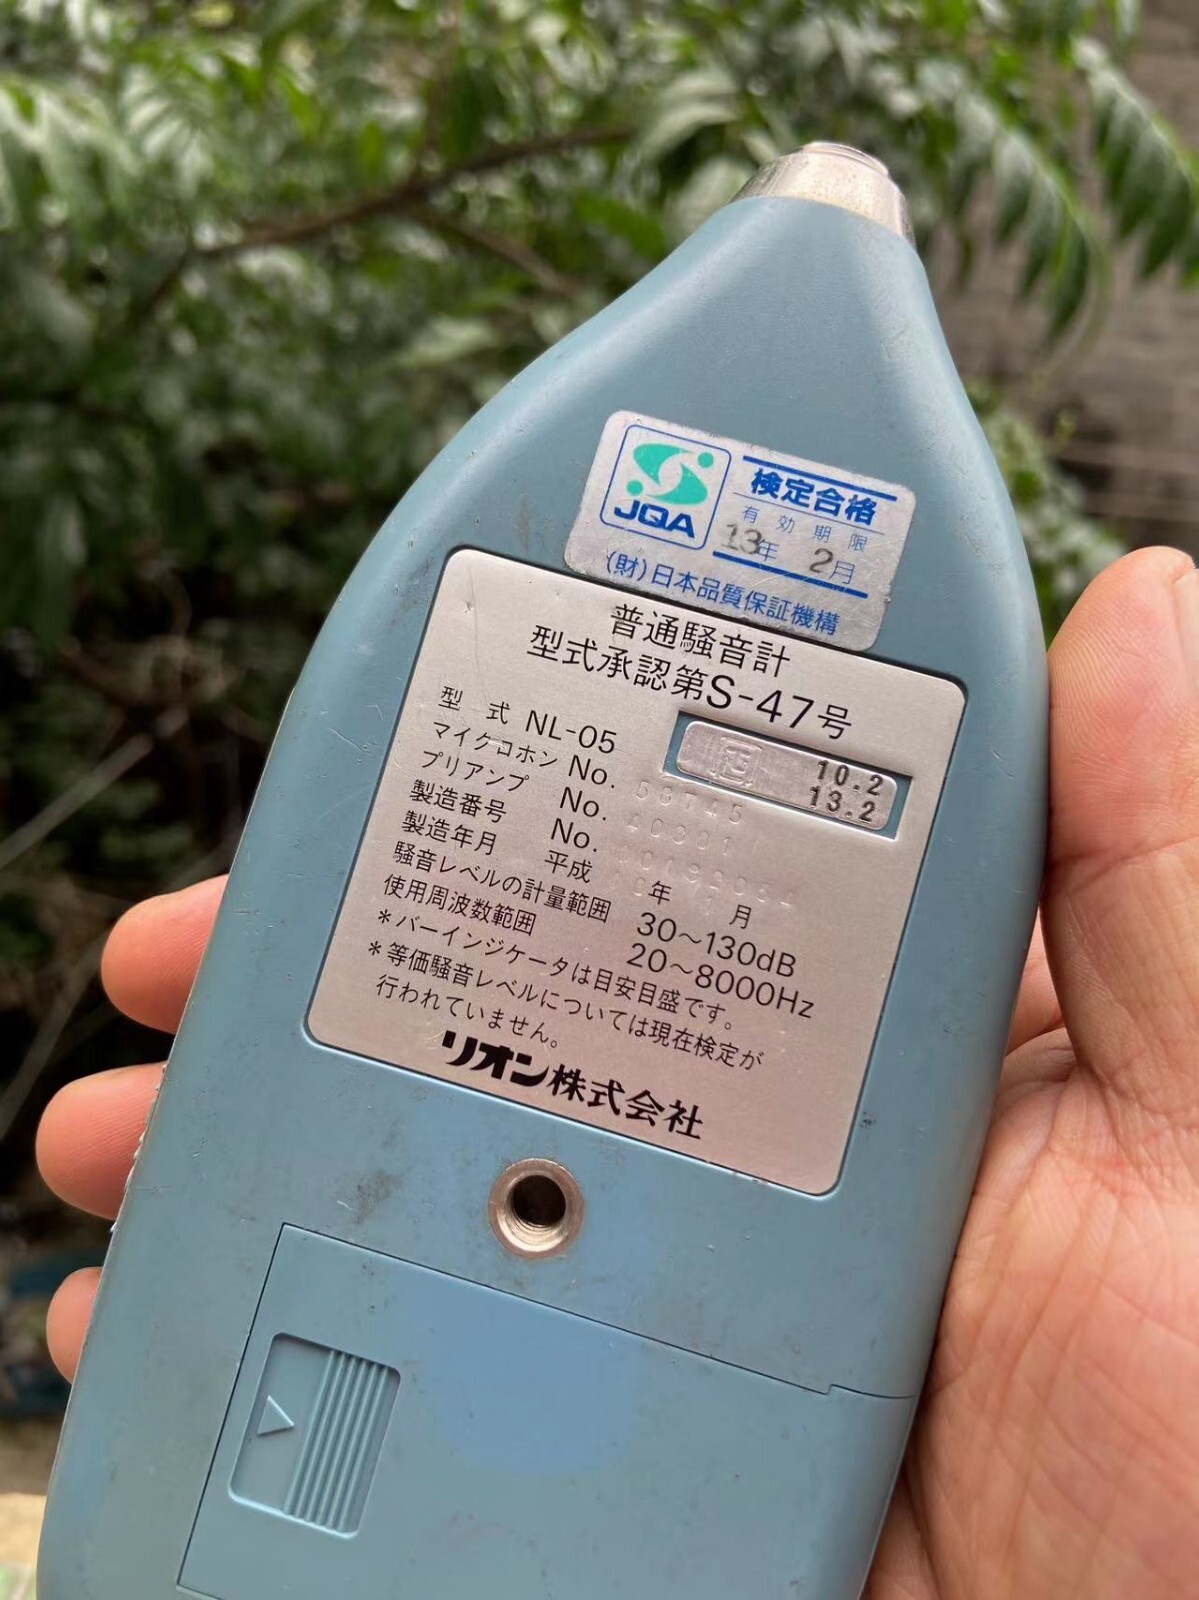 JQA
検定合格
有効期限
13年 2月
(財)日本品質保証機構
普通騒音計
型式承認第S-47号
10.2
13.2
型式 NL-05
マイクロホン No. 58745
プリアンプ No. 40301
製造番号 No.
製造年月 平成 年 月
騒音レベルの計量範囲 30~130dB
使用周波数範囲 20~8000Hz
*バーインジケータは目安目盛です。
*等価騒音レベルについては現在検定が
行われていません。
リオン株式会社